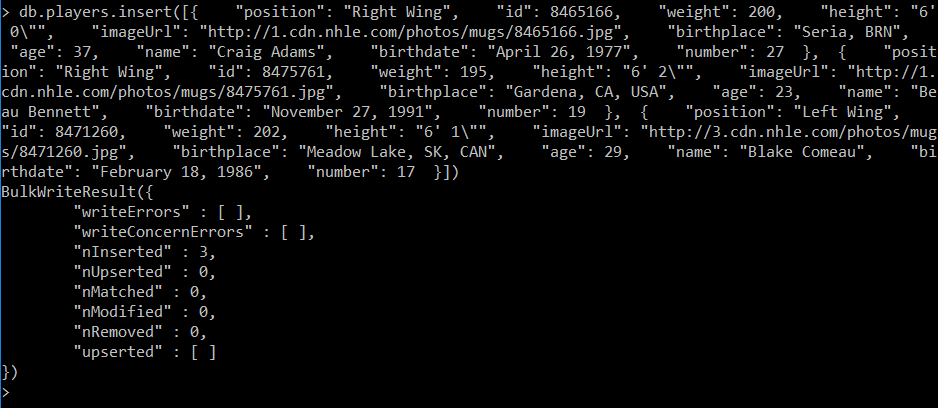 > db.players.insert([{    "position": "Right Wing",    "id": 8465166,    "weight": 200,    "height": "6'
 0\"",    "imageUrl": "http://1.cdn.nhle.com/photos/mugs/8465166.jpg",    "birthplace": "Seria, BRN",
 "age": 37,    "name": "Craig Adams",    "birthdate": "April 26, 1977",    "number": 27  },  {    "posi
tion": "Right Wing",    "id": 8475761,    "weight": 195,    "height": "6' 2\"",    "imageUrl": "http://1.
cdn.nhle.com/photos/mugs/8475761.jpg",    "birthplace": "Gardena, CA, USA",    "age": 23,    "name": "Be
au Bennett",    "birthdate": "November 27, 1991",    "number": 19  },  {    "position": "Left Wing",
"id": 8471260,    "weight": 202,    "height": "6' 1\"",    "imageUrl": "http://3.cdn.nhle.com/photos/mug
s/8471260.jpg",    "birthplace": "Meadow Lake, SK, CAN",    "age": 29,    "name": "Blake Comeau",    "bi
rthdate": "February 18, 1986",    "number": 17  }])
BulkWriteResult({
        "writeErrors" : [ ],
        "writeConcernErrors" : [ ],
        "nInserted" : 3,
        "nUpserted" : 0,
        "nMatched" : 0,
        "nModified" : 0,
        "nRemoved" : 0,
        "upserted" : [ ]
})
>